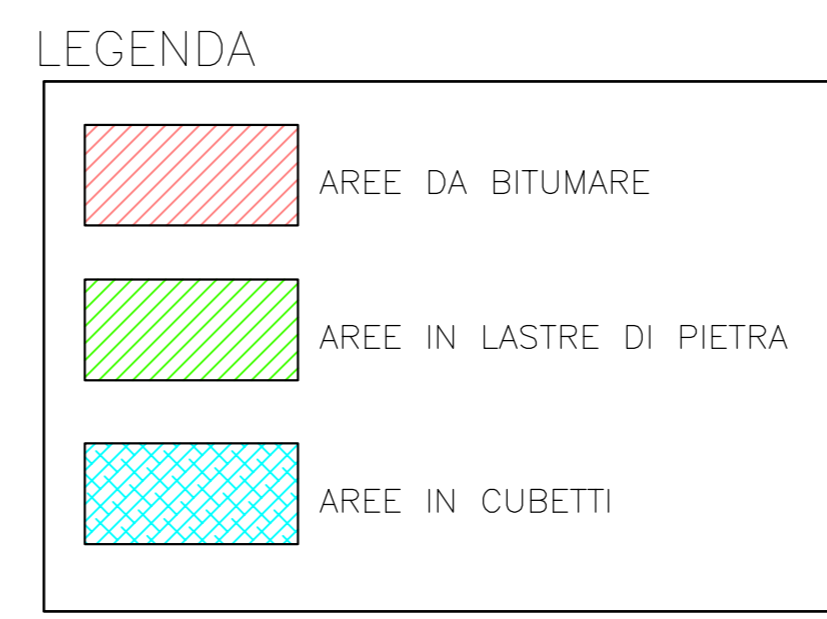 LEGENDA
AREE DA BITUMARE
AREE IN LASTRE DI PIETRA
AREE IN CUBETTI